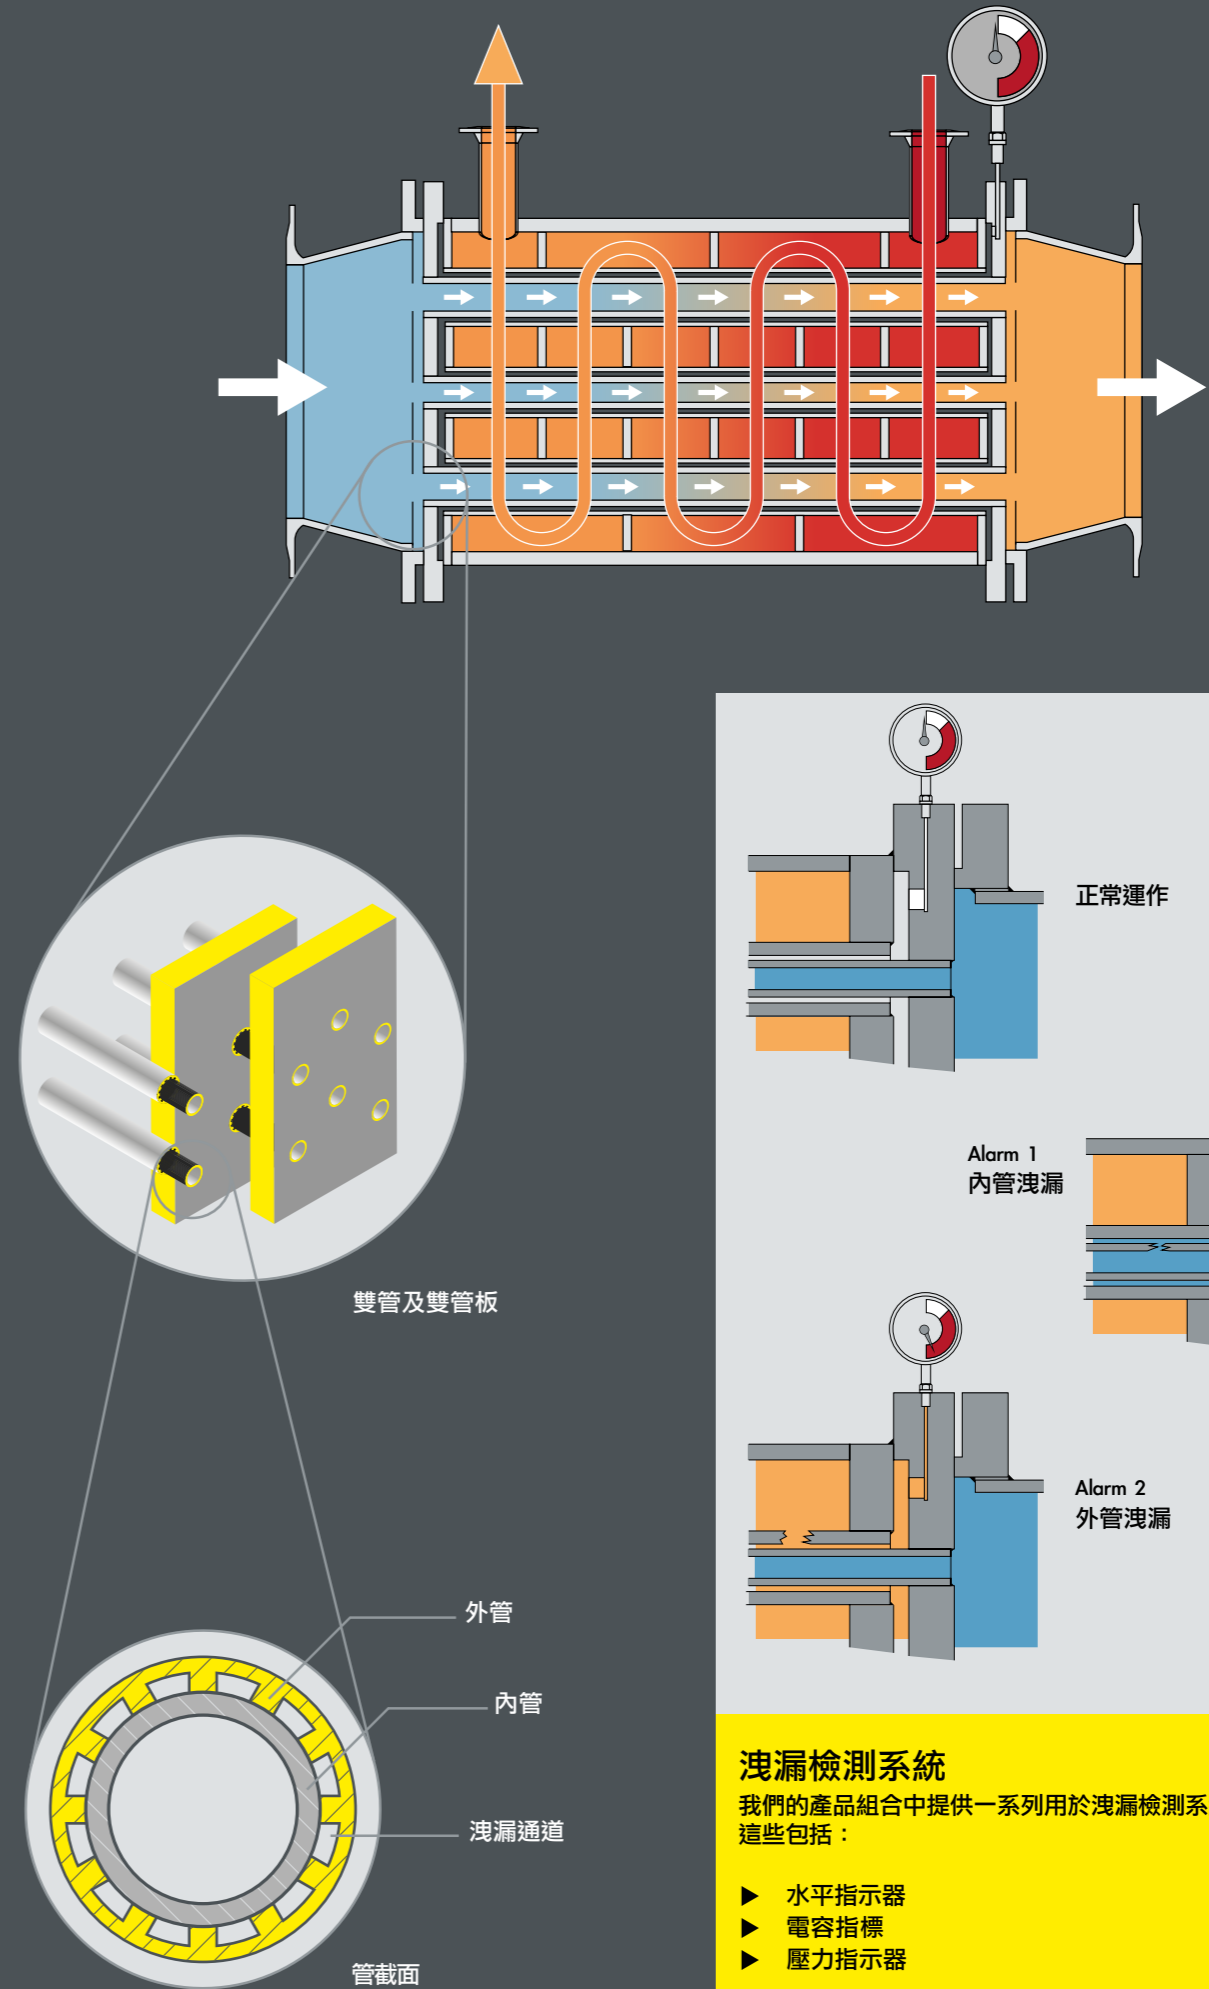 正常運作
Alarm 1
內管洩漏
雙管及雙管板
Alarm 2
外管洩漏
外管
內管
洩漏通道
管截面
洩漏檢測系統
我們的產品組合中提供一系列用於洩漏檢測系
這些包括：
▶ 水平指示器
▶ 電容指標
▶ 壓力指示器